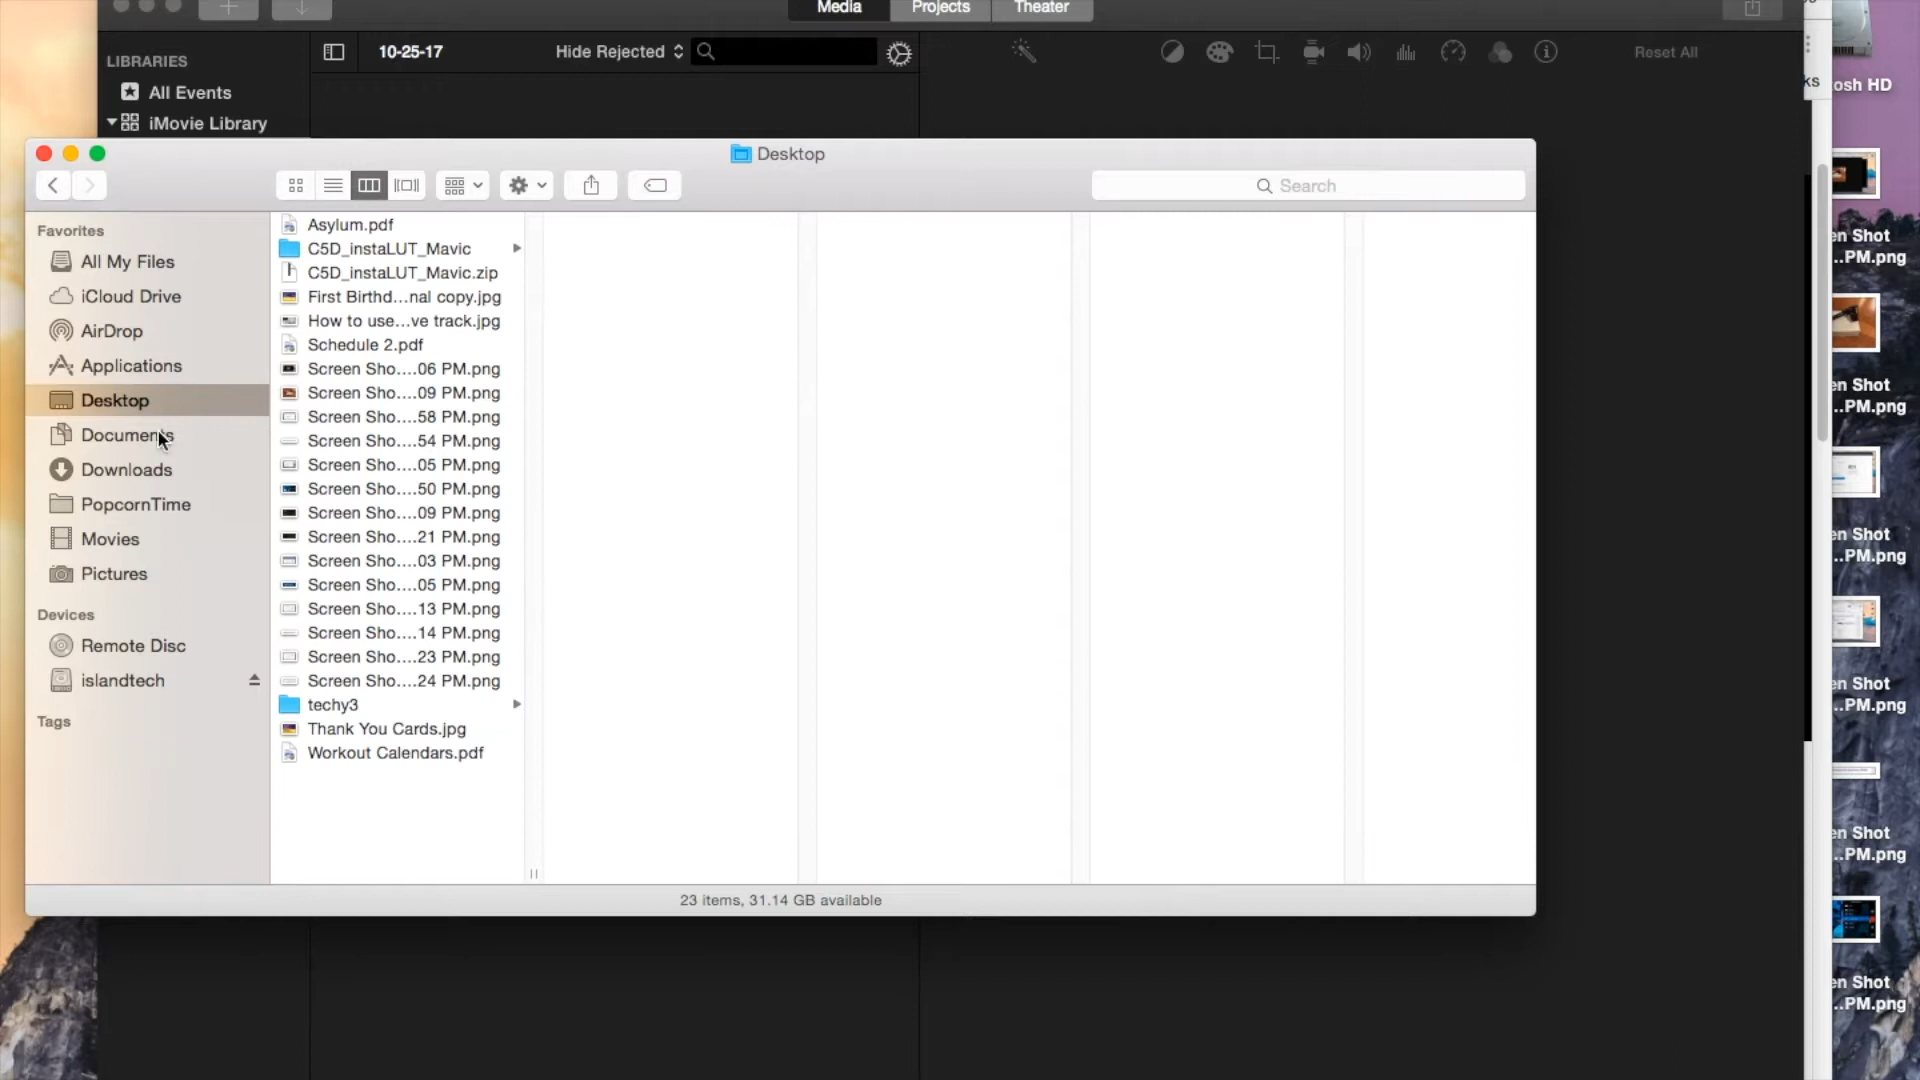 Media
Projects
Theater
LIBRARIES
10-25-17
Hide Rejected
Reset All
All Events
iMovie Library
ks
osh HD
Desktop
Search
Favorites
All My Files
iCloud Drive
AirDrop
Applications
Desktop
Documents
Downloads
PopcornTime
Movies
Pictures
Devices
Remote Disc
islandtech
Tags
Asylum.pdf
C5D_instaLUT_Mavic
C5D_instaLUT_Mavic.zip
First Birthd...nal copy.jpg
How to use...ve track.jpg
Schedule 2.pdf
Screen Sho....06 PM.png
Screen Sho....09 PM.png
Screen Sho....58 PM.png
Screen Sho....54 PM.png
Screen Sho....05 PM.png
Screen Sho....50 PM.png
Screen Sho....09 PM.png
Screen Sho....21 PM.png
Screen Sho....03 PM.png
Screen Sho....05 PM.png
Screen Sho....13 PM.png
Screen Sho....14 PM.png
Screen Sho....23 PM.png
Screen Sho....24 PM.png
techy3
Thank You Cards.jpg
Workout Calendars.pdf
23 items, 31.14 GB available
en Shot
...PM.png
en Shot
...PM.png
en Shot
...PM.png
en Shot
...PM.png
en Shot
...PM.png
en Shot
...PM.png